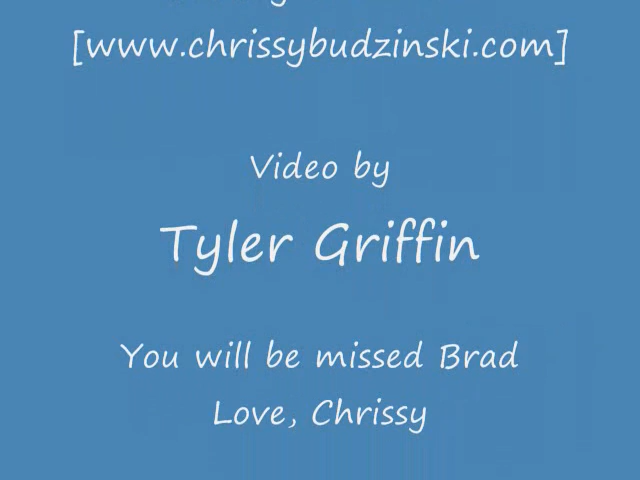 [www.chrissybudzinski.com]
Video by
Tyler Griffin
You will be missed Brad
Love, Chrissy